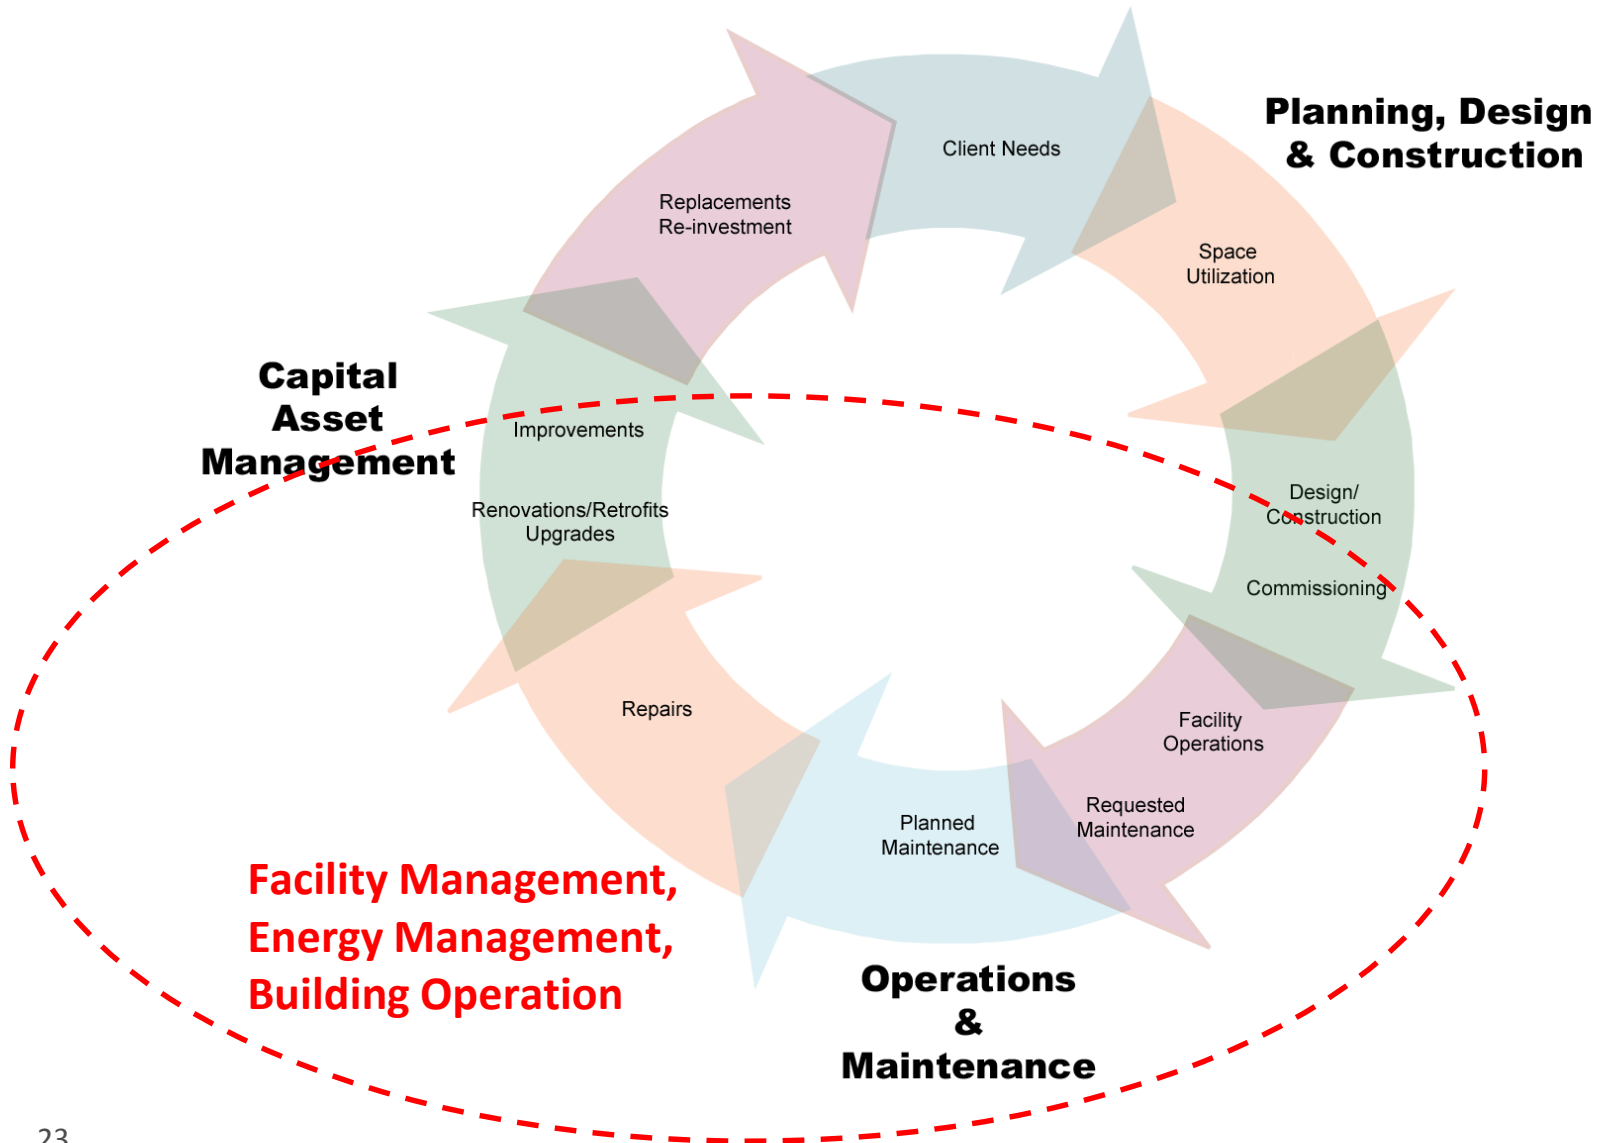 Client Needs
Planning, Design
& Construction
Replacements
Re-investment
Space
Utilization
Capital
Asset
Management
Improvements
Renovations/Retrofits
Upgrades
Design/
Construction
Commissioning
Repairs
Facility
Operations
Requested
Maintenance
Planned
Maintenance
Facility Management,
Energy Management,
Building Operation
Operations
&
Maintenance
23